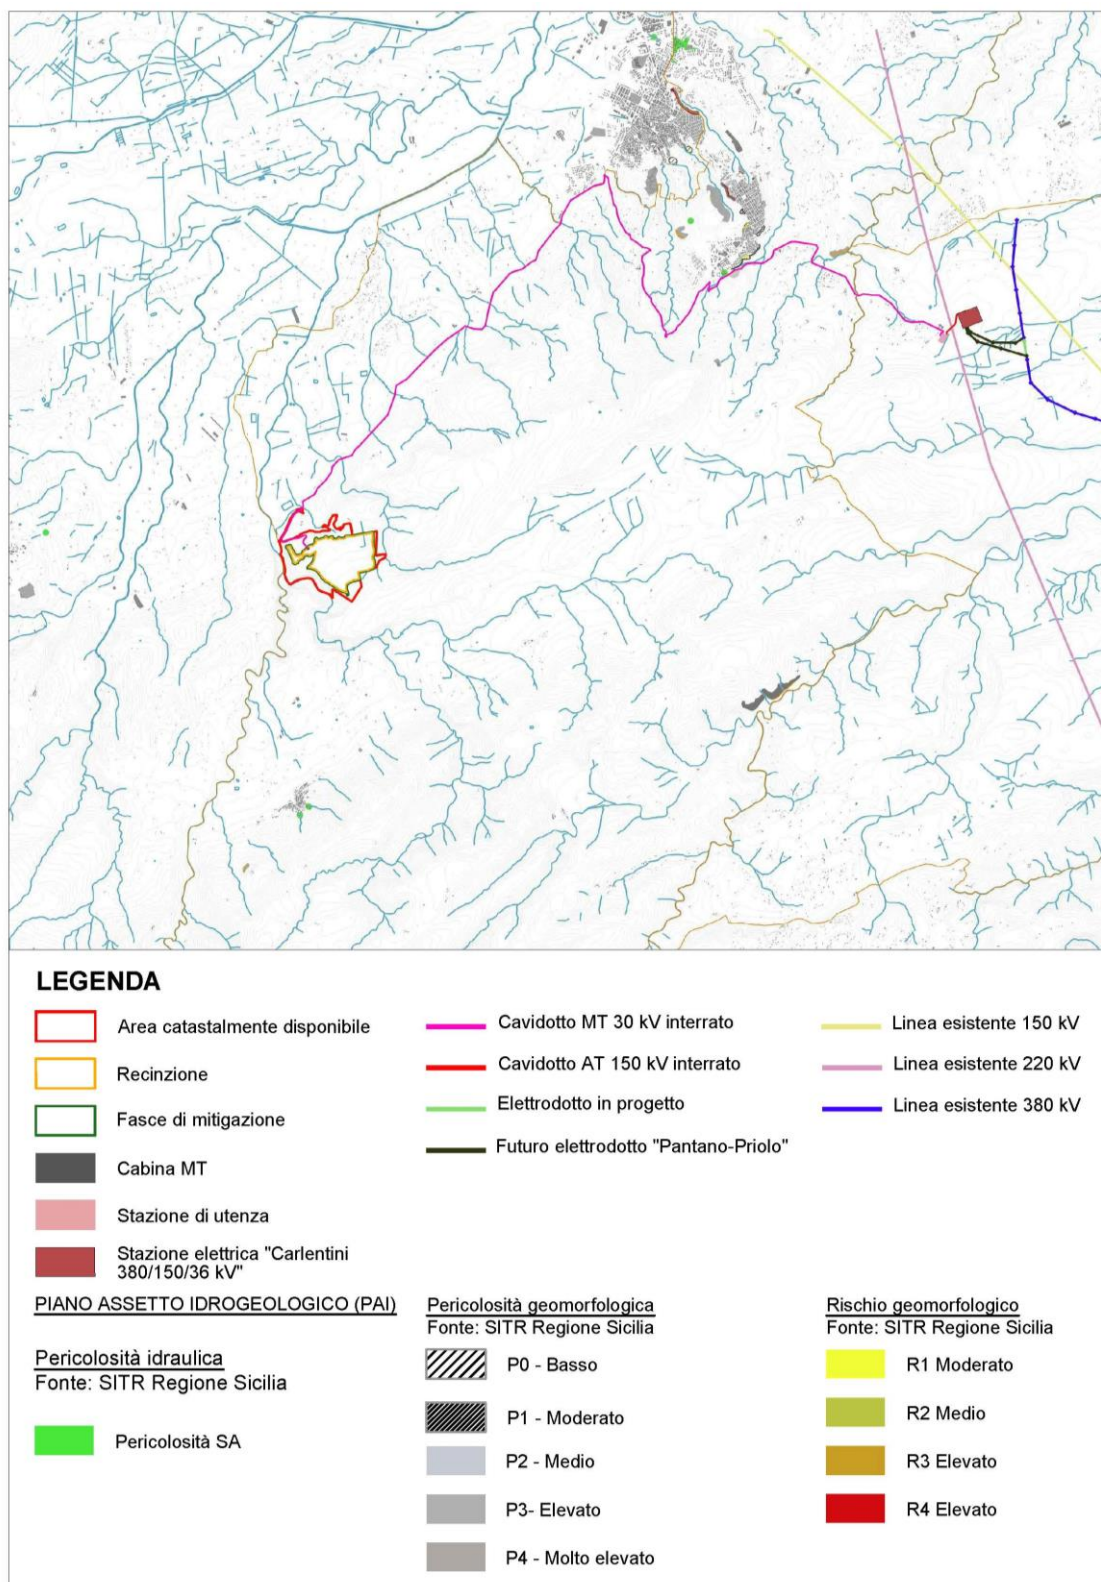 LEGENDA
Area catastalmente disponibile
Recinzione
Fasce di mitigazione
Cabina MT
Stazione di utenza
Stazione elettrica "Carlentini
380/150/36 kV"
Cavidotto MT 30 kV interrato
Cavidotto AT 150 kV interrato
Elettrodotto in progetto
Futuro elettrodotto "Pantano-Priolo"
Linea esistente 150 kV
Linea esistente 220 kV
Linea esistente 380 kV
PIANO ASSETTO IDROGEOLOGICO (PAI)
Pericolosità idraulica
Fonte: SITR Regione Sicilia
Pericolosità SA
Pericolosità geomorfologica
Fonte: SITR Regione Sicilia
P0 - Basso
P1 - Moderato
P2 - Medio
P3- Elevato
P4 - Molto elevato
Rischio geomorfologico
Fonte: SITR Regione Sicilia
R1 Moderato
R2 Medio
R3 Elevato
R4 Elevato